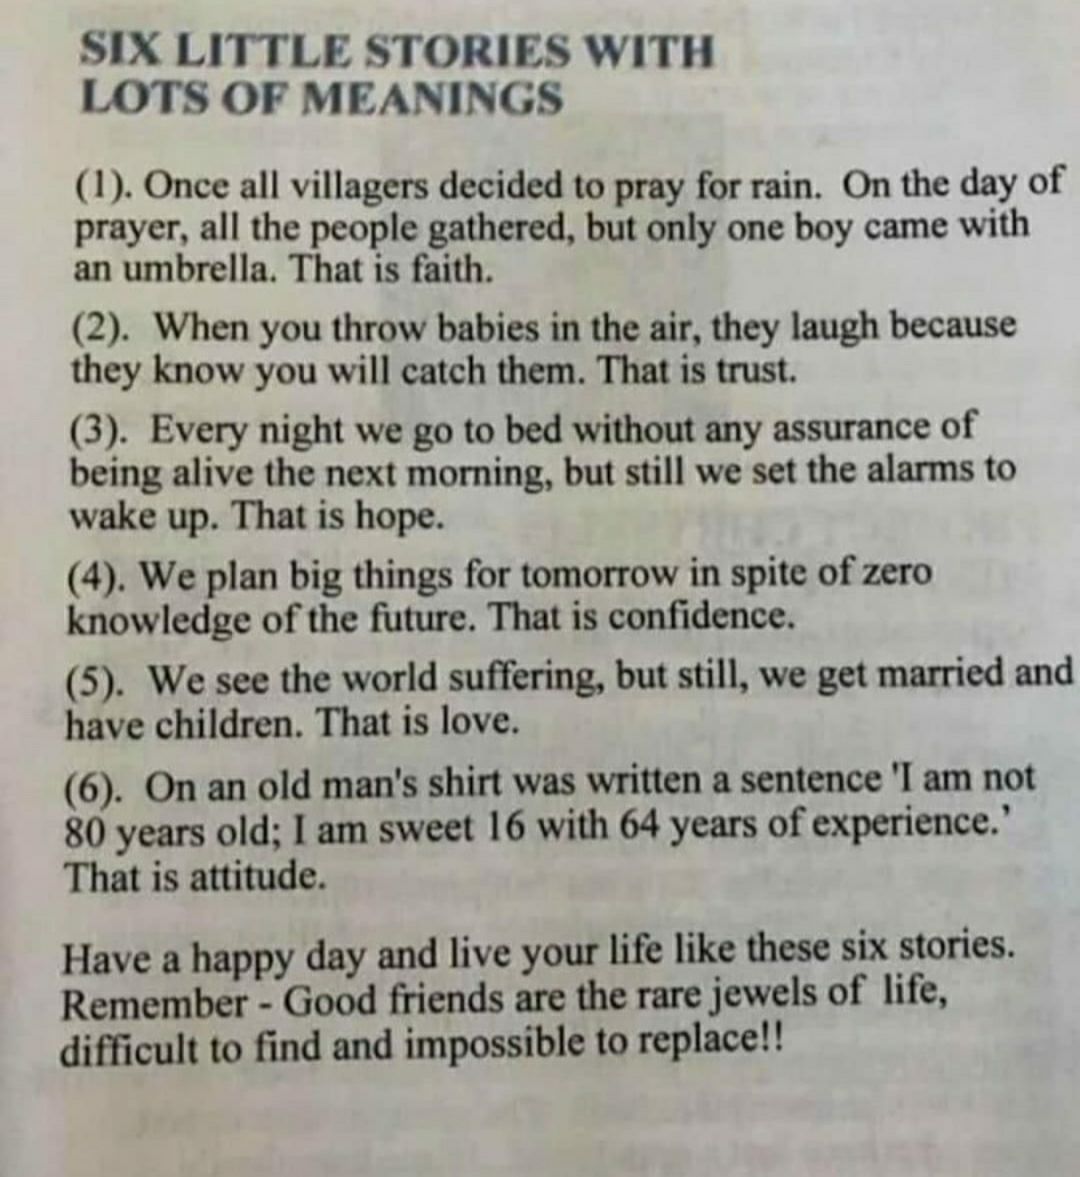 SIX LITTLE STORIES WITH
LOTS OF MEANINGS
(1). Once all villagers decided to pray for rain. On the day of
prayer, all the people gathered, but only one boy came with
an umbrella. That is faith.
(2). When you throw babies in the air, they laugh because
they know you will catch them. That is trust.
(3). Every night we go to bed without any assurance of
being alive the next morning, but still we set the alarms to
wake up. That is hope.
(4). We plan big things for tomorrow in spite of zero
knowledge of the future. That is confidence.
(5). We see the world suffering, but still, we get married and
have children. That is love.
(6). On an old man's shirt was written a sentence 'I am not
80 years old; I am sweet 16 with 64 years of experience.'
That is attitude.
Have a happy day and live your life like these six stories.
Remember - Good friends are the rare jewels of life,
difficult to find and impossible to replace!!